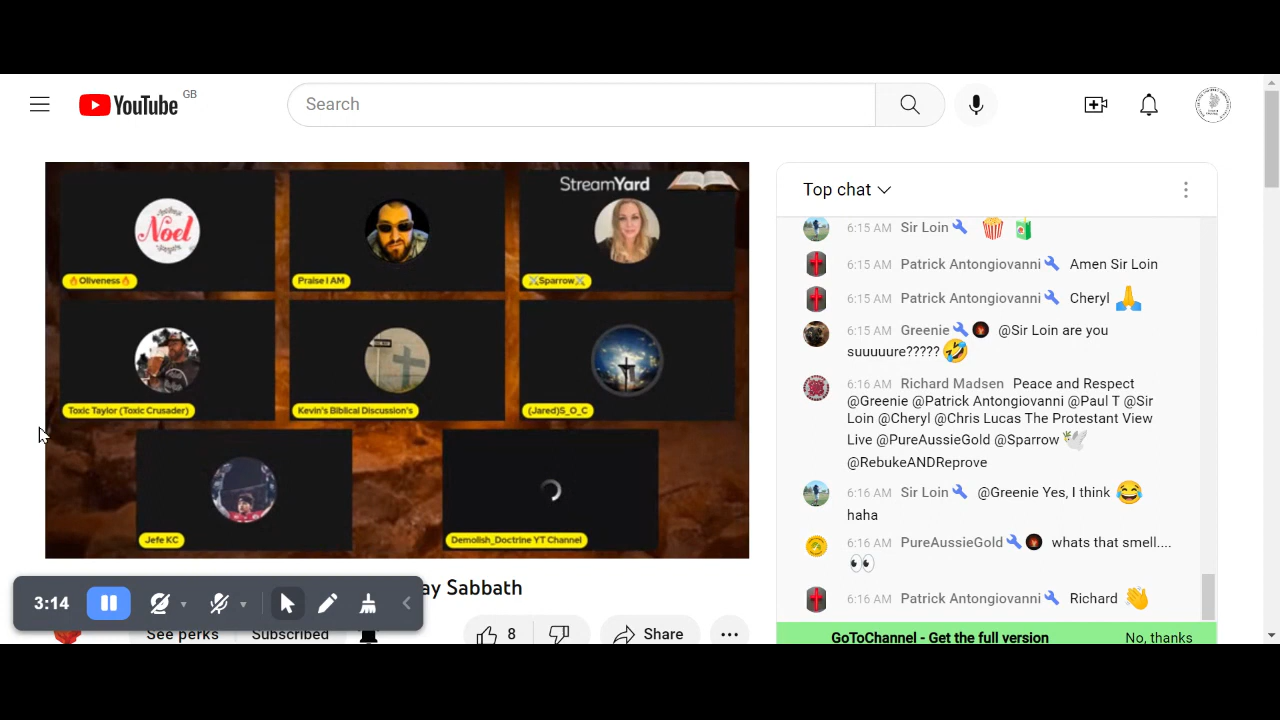 YouTube GB
Search
StreamYard
Noel
🔥Oliveness🔥
Praise I AM
⚔Sparrow⚔
Toxic Taylor (Toxic Crusader)
Kevin's Biblical Discussion's
(Jared)S_O_C
Jefe KC
Demolish_Doctrine YT Channel
3:14
ay Sabbath
See perks
Subscribed
8
Share
Top chat
6:15 AM Sir Loin 🍿 🧃
6:15 AM Patrick Antongiovanni Amen Sir Loin
6:15 AM Patrick Antongiovanni Cheryl 🙏
6:15 AM Greenie @Sir Loin are you
suuuuure????? 🤣
6:16 AM Richard Madsen Peace and Respect
@Greenie @Patrick Antongiovanni @Paul T @Sir
Loin @Cheryl @Chris Lucas The Protestant View
Live @PureAussieGold @Sparrow 🕊
@RebukeANDReprove
6:16 AM Sir Loin @Greenie Yes, I think 😂
haha
6:16 AM PureAussieGold whats that smell....
👀
6:16 AM Patrick Antongiovanni Richard 👋
GoToChannel - Get the full version
No, thanks